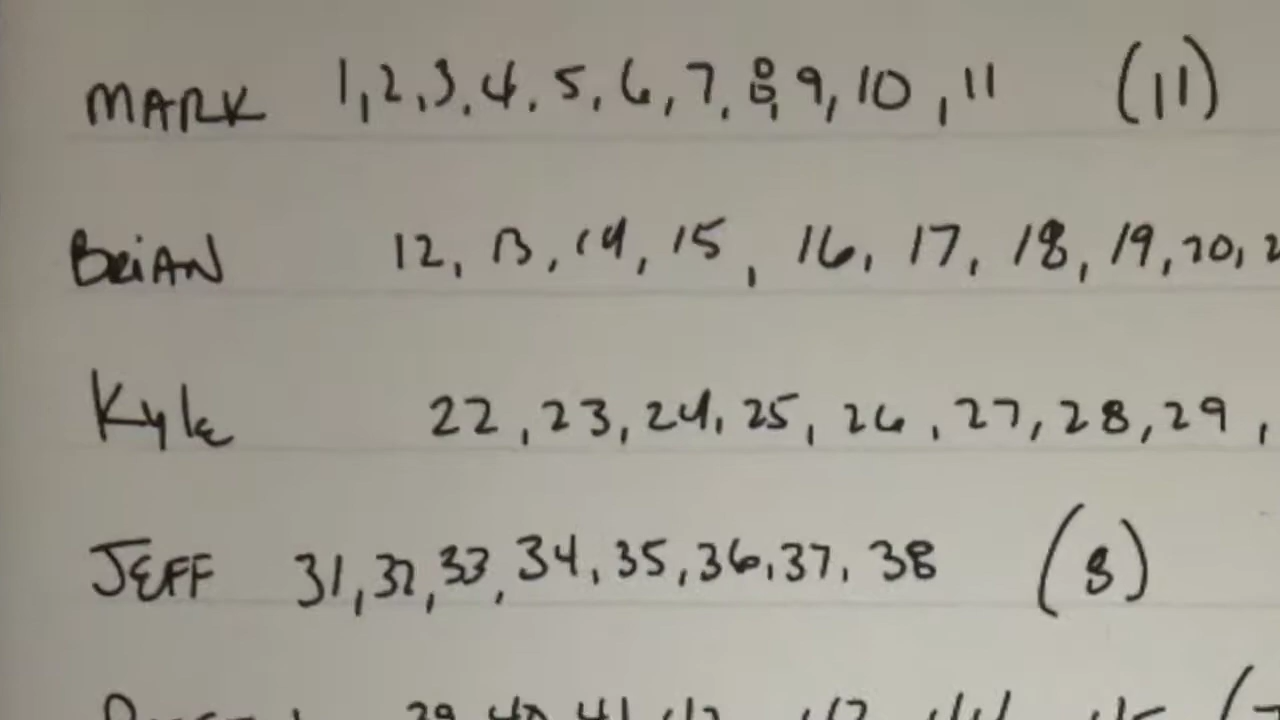 MARK 1,2,3,4,5,6,7,8,9,10,11 (11)
BRIAN 12, 13, 14, 15, 16, 17, 18, 19, 20, 2
Kyle 22, 23, 24, 25, 26, 27, 28, 29,
JEFF 31, 32, 33, 34, 35, 36, 37, 38 (8)